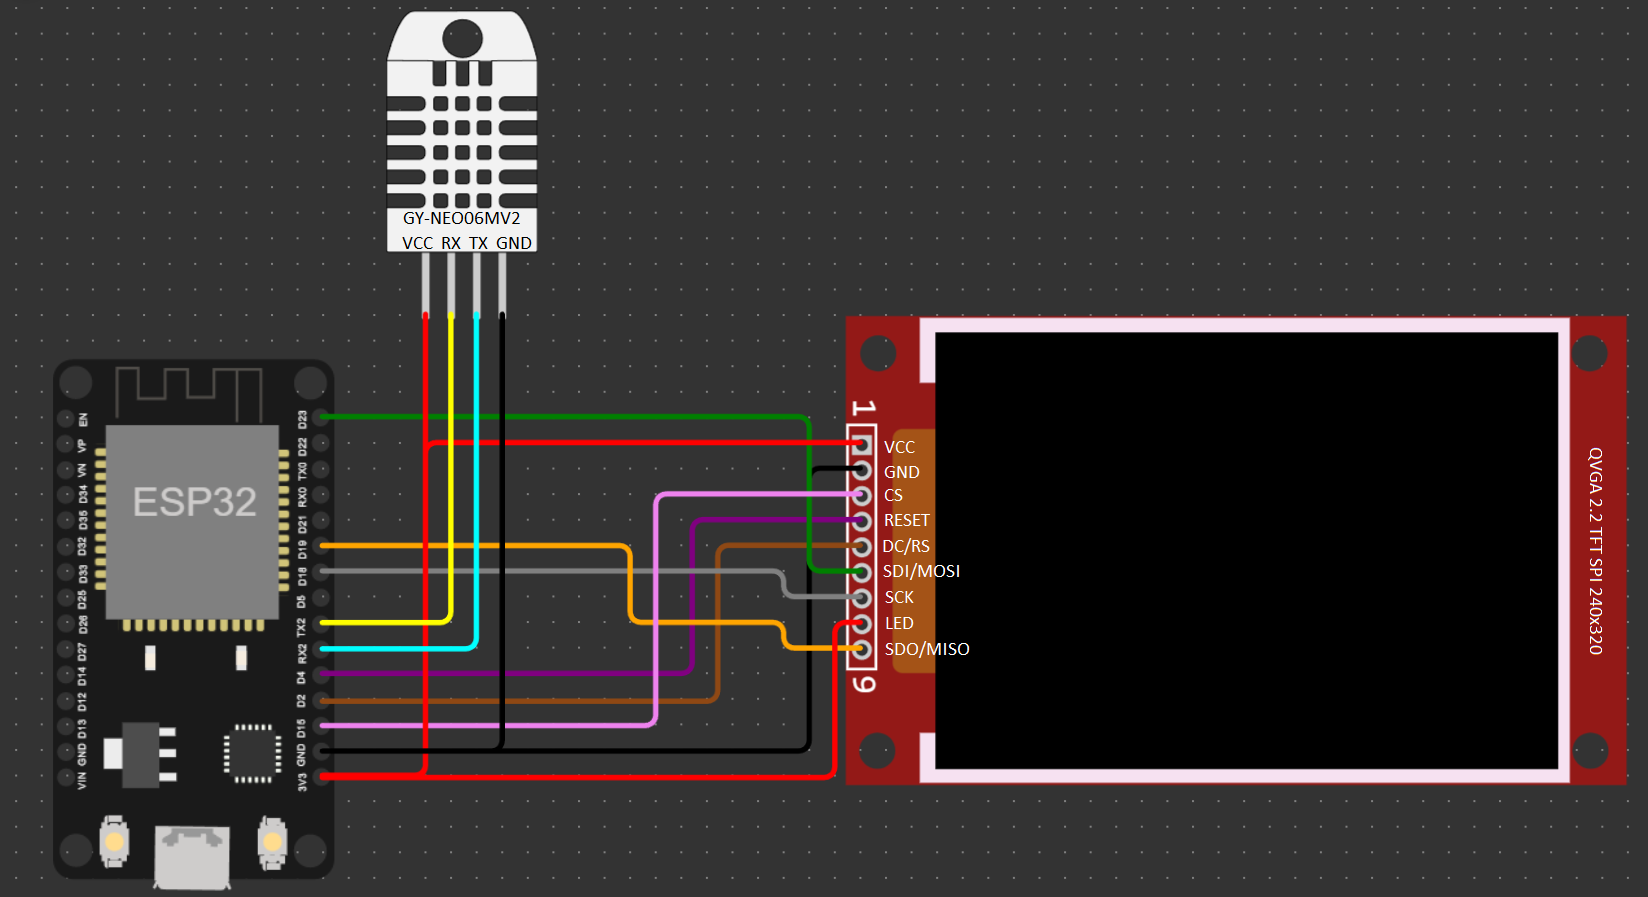 GY-NEO06MV2
VCC RX TX GND
ESP32
EN
VP
VN
D34
D35
D32
D33
D25
D26
D27
D14
D12
D13
GND
VIN
D23
D22
TX0
RX0
D21
D19
D18
D5
TX2
RX2
D4
D2
D15
GND
3V3
1
VCC
GND
CS
RESET
DC/RS
SDI/MOSI
SCK
LED
SDO/MISO
9
QVGA 2.2 TFT SPI 240x320